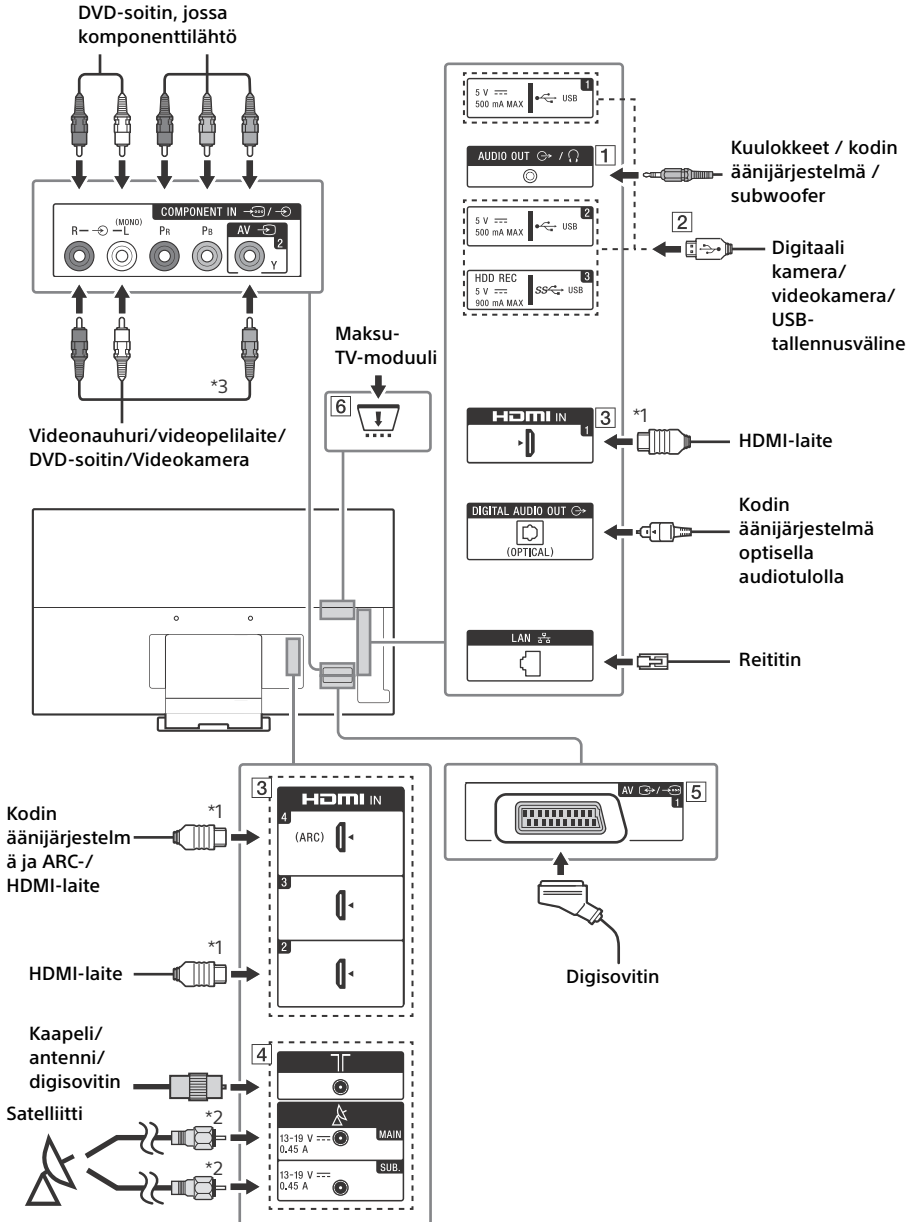 DVD-soitin, jossa
komponenttilähtö
COMPONENT IN /
R
(MONO)
L
PR
PB
AV
2
Y
*3
Videonauhuri/videopelilaite/
DVD-soitin/Videokamera
Maksu-
TV-moduuli
6
5 V
500 mA MAX
USB
1
AUDIO OUT /
1
Kuulokkeet / kodin
äänijärjestelmä /
subwoofer
5 V
500 mA MAX
USB
2
2
HDD REC
5 V
900 mA MAX
SS USB
3
Digitaali
kamera/
videokamera/
USB-
tallennusväline
HDMI IN
1
3
*1
HDMI-laite
DIGITAL AUDIO OUT
(OPTICAL)
Kodin
äänijärjestelmä
optisella
audiotulolla
LAN
Reititin
AV /
1
5
Digisovitin
3
HDMI IN
4
(ARC)
3
2
Kodin
äänijärjestelm
ä ja ARC-/
HDMI-laite
*1
HDMI-laite
*1
Kaapeli/
antenni/
digisovitin
4
Satelliitti
*2
13-19 V
0.45 A
MAIN
*2
13-19 V
0.45 A
SUB.